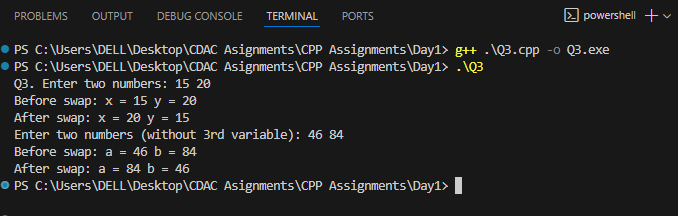 PROBLEMS OUTPUT DEBUG CONSOLE TERMINAL PORTS powershell
PS C:\Users\DELL\Desktop\CDAC Asignments\CPP Assignments\Day1> g++ .\Q3.cpp -o Q3.exe
PS C:\Users\DELL\Desktop\CDAC Asignments\CPP Assignments\Day1> .\Q3
Q3. Enter two numbers: 15 20
Before swap: x = 15 y = 20
After swap: x = 20 y = 15
Enter two numbers (without 3rd variable): 46 84
Before swap: a = 46 b = 84
After swap: a = 84 b = 46
PS C:\Users\DELL\Desktop\CDAC Asignments\CPP Assignments\Day1>